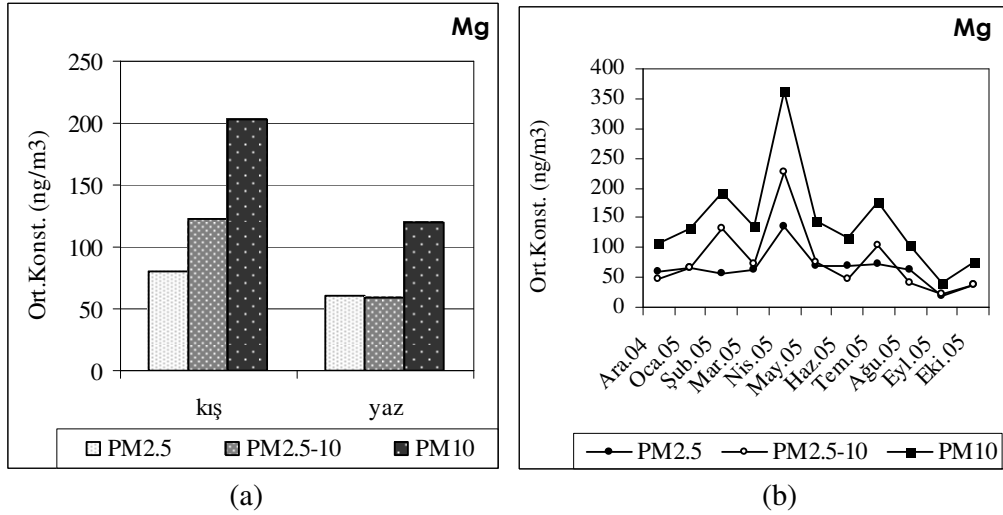 Mg
250
200
150
100
50
0
Ort.Konst. (ng/m3)
kış yaz
PM2.5 PM2.5-10 PM10
(a)
Mg
400
350
300
250
200
150
100
50
0
Ort.Konst. (ng/m3)
Ara.04 Oca.05 Şub.05 Mar.05 Nis.05 May.05 Haz.05 Tem.05 Ağu.05 Eyl.05 Eki.05
PM2.5 PM2.5-10 PM10
(b)